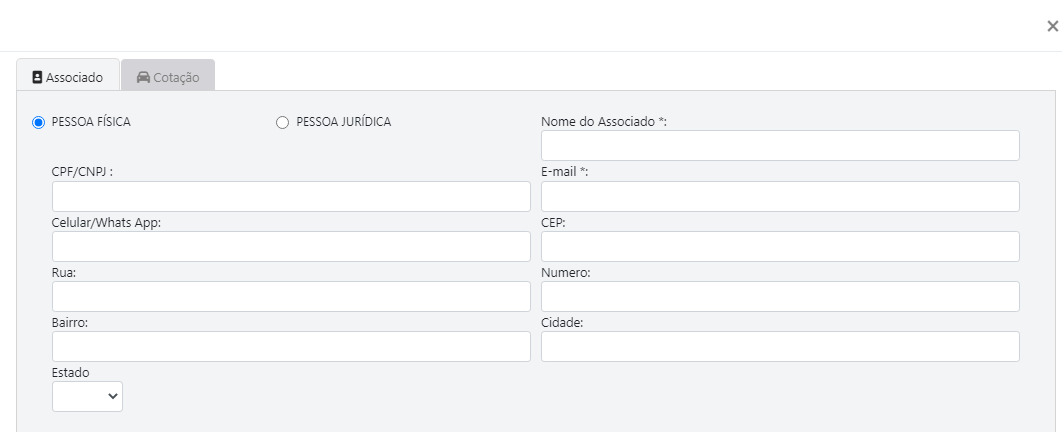 Associado Cotação
PESSOA FÍSICA PESSOA JURÍDICA Nome do Associado *:
CPF/CNPJ : E-mail *:
Celular/Whats App: CEP:
Rua: Numero:
Bairro: Cidade:
Estado